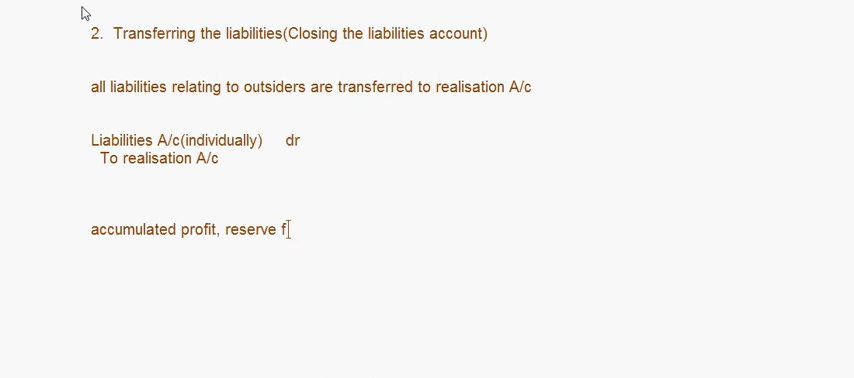 2. Transferring the liabilities(Closing the liabilities account)
all liabilities relating to outsiders are transferred to realisation A/c
Liabilities A/c(individually) dr
To realisation A/c
accumulated profit, reserve f